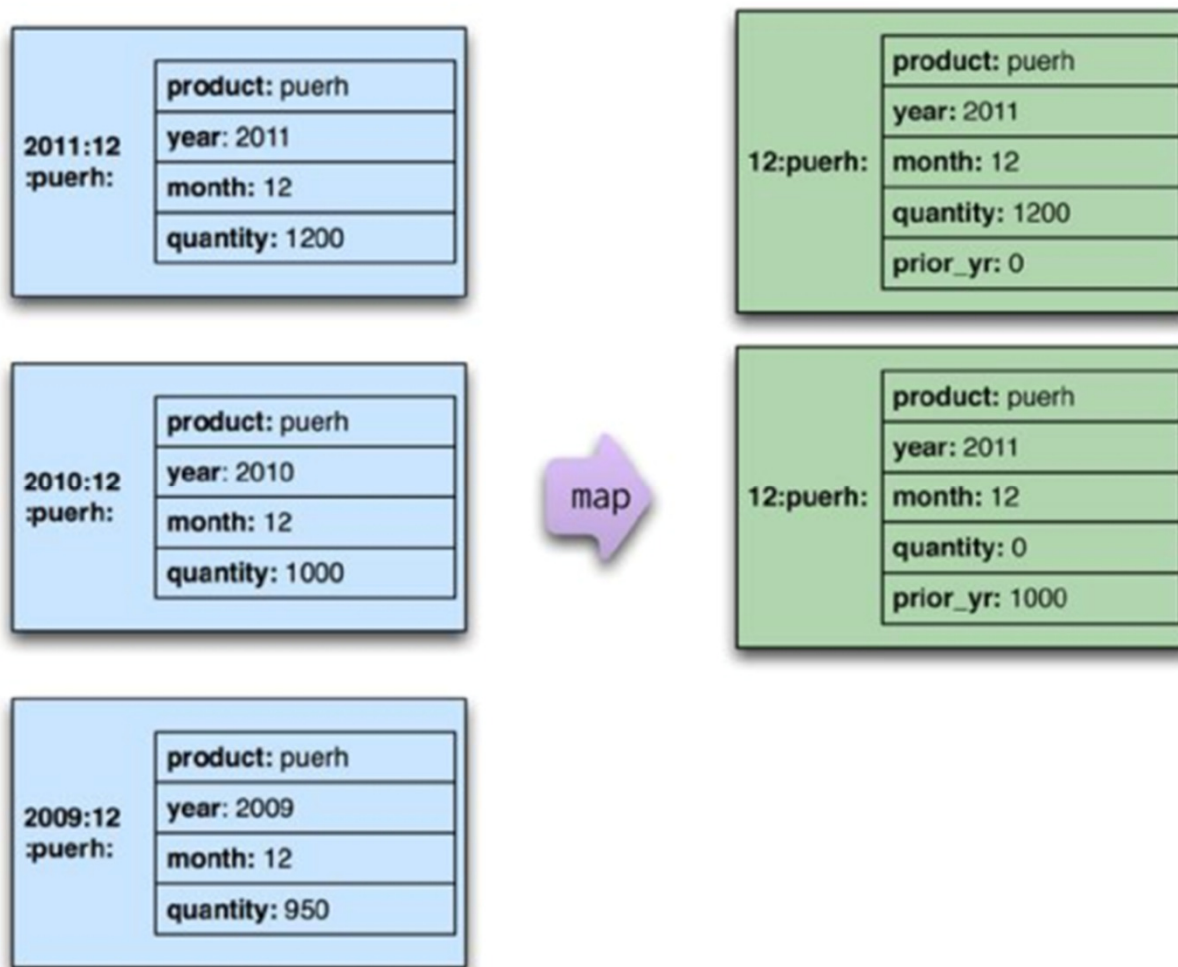 2011:12
:puerh:
product: puerh
year: 2011
month: 12
quantity: 1200
2010:12
:puerh:
product: puerh
year: 2010
month: 12
quantity: 1000
2009:12
:puerh:
product: puerh
year: 2009
month: 12
quantity: 950
map
12:puerh:
product: puerh
year: 2011
month: 12
quantity: 1200
prior_yr: 0
12:puerh:
product: puerh
year: 2011
month: 12
quantity: 0
prior_yr: 1000